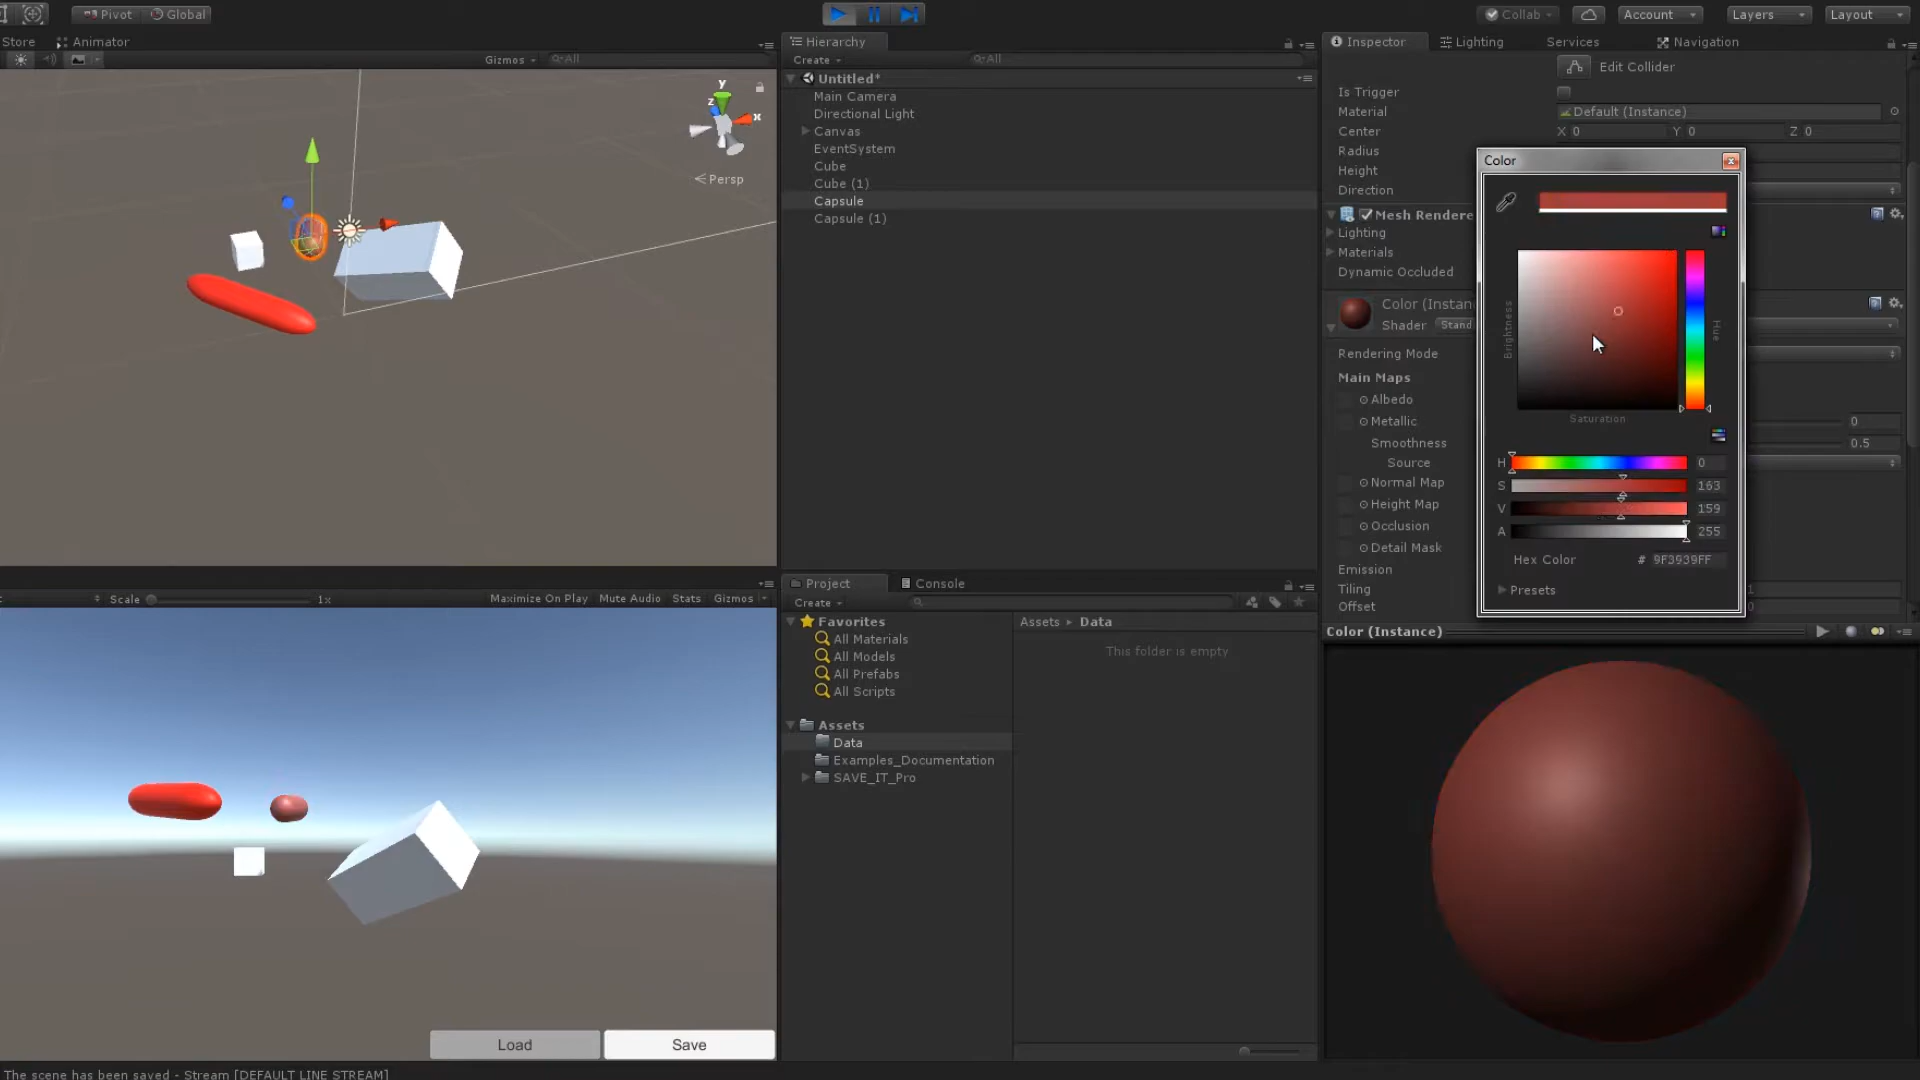 Pivot Global
Collab Account Layers Layout
Store Animator
Hierarchy
Inspector Lighting Services Navigation
Gizmos All
Create All
Untitled*
Main Camera
Directional Light
Canvas
EventSystem
Cube
Cube (1)
Capsule
Capsule (1)
y
z
x
Persp
Edit Collider
Is Trigger
Material Default (Instance)
Center X 0 Y 0 Z 0
Radius
Height
Direction
Mesh Rendere
Lighting
Materials
Dynamic Occluded
Color (Instan
Shader Stand
Rendering Mode
Main Maps
Albedo
Metallic 0
Smoothness 0.5
Source
Normal Map
Height Map
Occlusion
Detail Mask
Emission
Tiling 1
Offset 0
Color
Brightness
Hue
Saturation
H 0
S 163
V 159
A 255
Hex Color # 9F3939FF
Presets
Color (Instance)
Scale 1x Maximize On Play Mute Audio Stats Gizmos
Project Console
Create
Favorites
All Materials
All Models
All Prefabs
All Scripts
Assets
Data
Examples_Documentation
SAVE_IT_Pro
Assets Data
This folder is empty
Load Save
The scene has been saved - Stream [DEFAULT LINE STREAM]